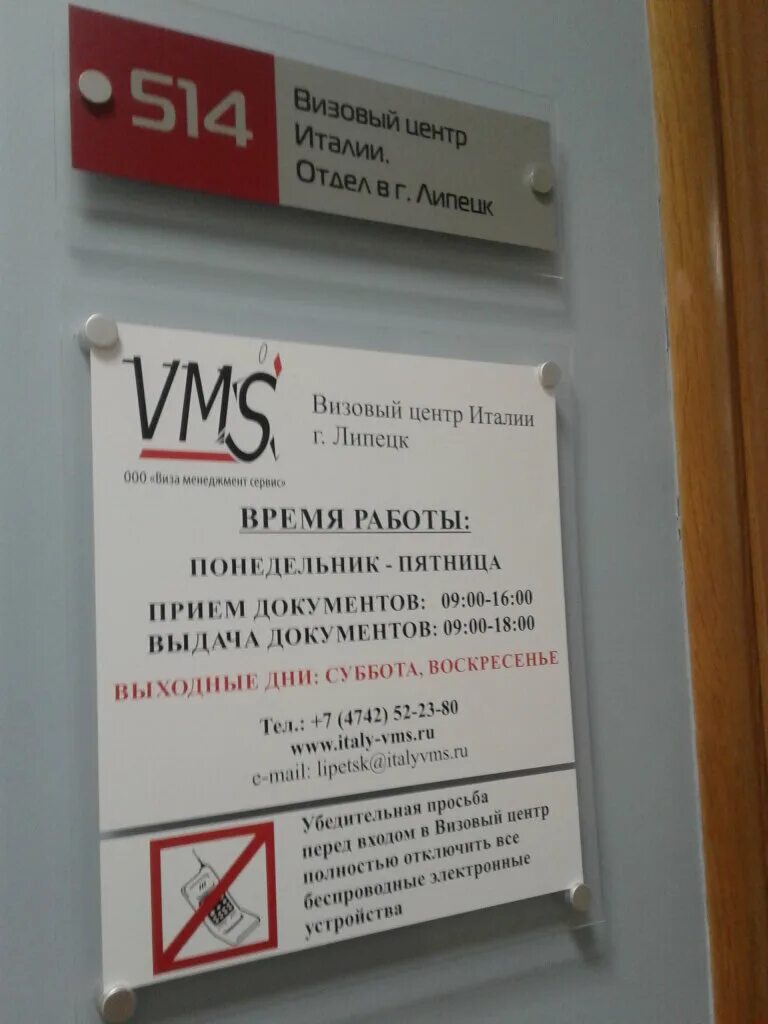 514
Визовый центр
Италии.
Отдел в г. Липецк
VMS
ООО «Виза менеджмент сервис»
Визовый центр Италии
г. Липецк
ВРЕМЯ РАБОТЫ:
ПОНЕДЕЛЬНИК - ПЯТНИЦА
ПРИЕМ ДОКУМЕНТОВ: 09:00-16:00
ВЫДАЧА ДОКУМЕНТОВ: 09:00-18:00
ВЫХОДНЫЕ ДНИ: СУББОТА, ВОСКРЕСЕНЬЕ
Тел.: +7 (4742) 52-23-80
www.italy-vms.ru
e-mail: lipetsk@italyvms.ru
Убедительная просьба
перед входом в Визовый центр
полностью отключить все
беспроводные электронные
устройства